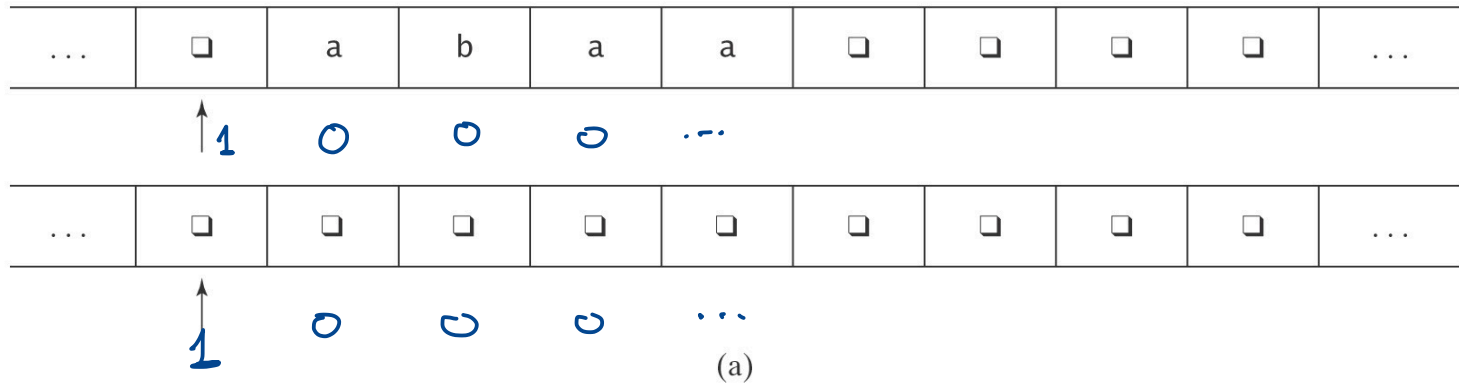 ... ❑ a b a a ❑ ❑ ❑ ❑ ...
1 0 0 0 ...
... ❑ ❑ ❑ ❑ ❑ ❑ ❑ ❑ ❑ ...
1 0 0 0 ...
(a)